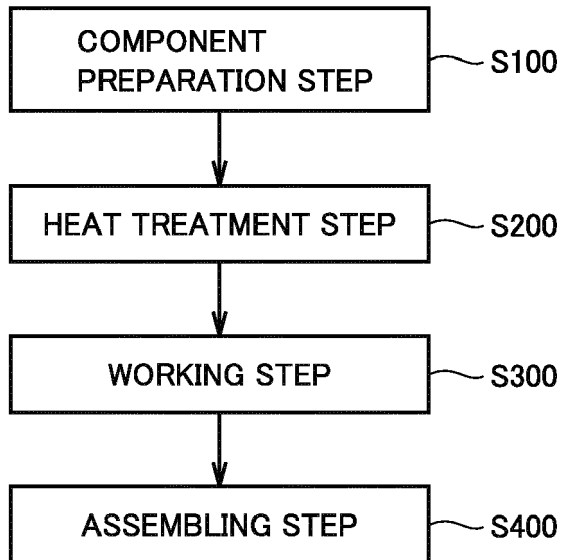 COMPONENT
PREPARATION STEP
S100
HEAT TREATMENT STEP
S200
WORKING STEP
S300
ASSEMBLING STEP
S400